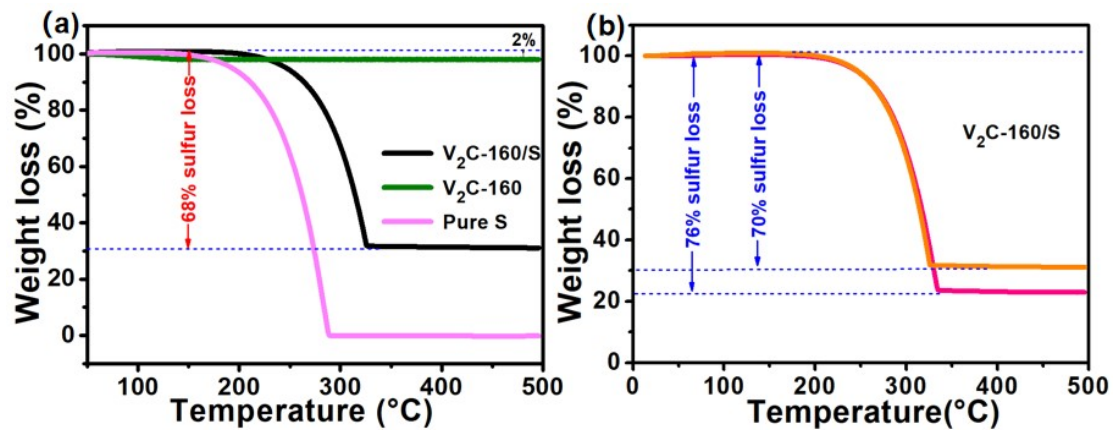 (a)
Weight loss (%)
100
80
60
40
20
0
2%
68% sulfur loss
V2C-160/S
V2C-160
Pure S
100
200
300
400
500
Temperature (°C)
(b)
Weight loss (%)
100
80
60
40
20
0
76% sulfur loss
70% sulfur loss
V2C-160/S
0
100
200
300
400
500
Temperature(°C)